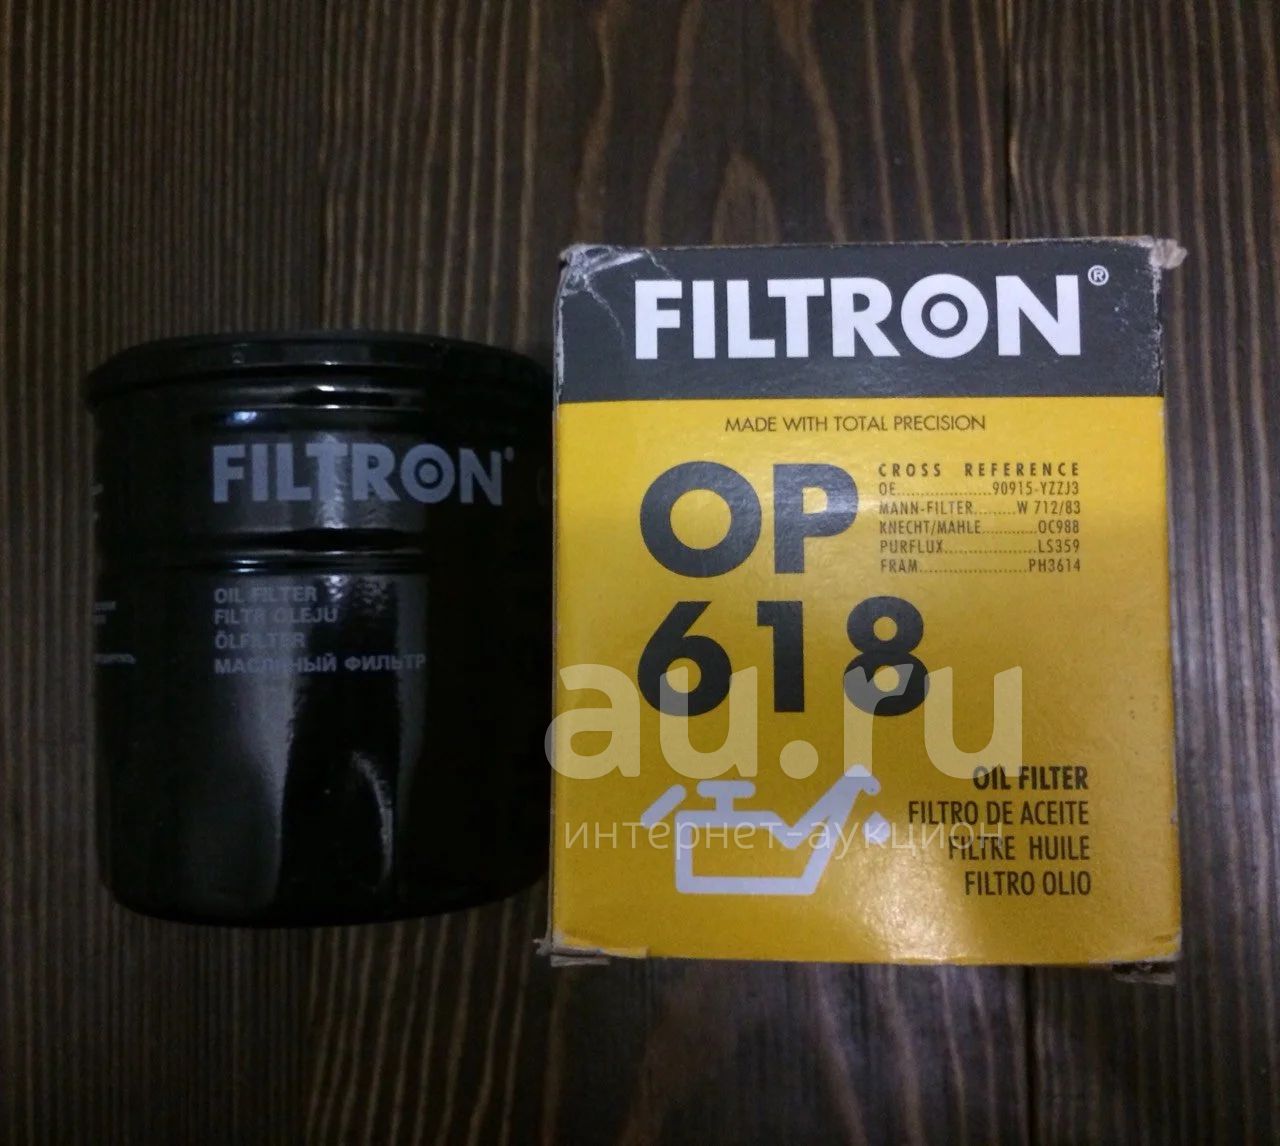 FILTRON
OIL FILTER
FILTR OLEJU
ÖLFILTER
МАСЛЯНЫЙ ФИЛЬТР
FILTRON®
MADE WITH TOTAL PRECISION
OP
618
CROSS REFERENCE
OE..................90915-YZZJ3
MANN-FILTER.........W 712/83
KNECHT/MAHLE............OC988
PURFLUX....................LS359
FRAM.......................PH3614
au.ru
интернет-аукцион
OIL FILTER
FILTRO DE ACEITE
FILTRE HUILE
FILTRO OLIO